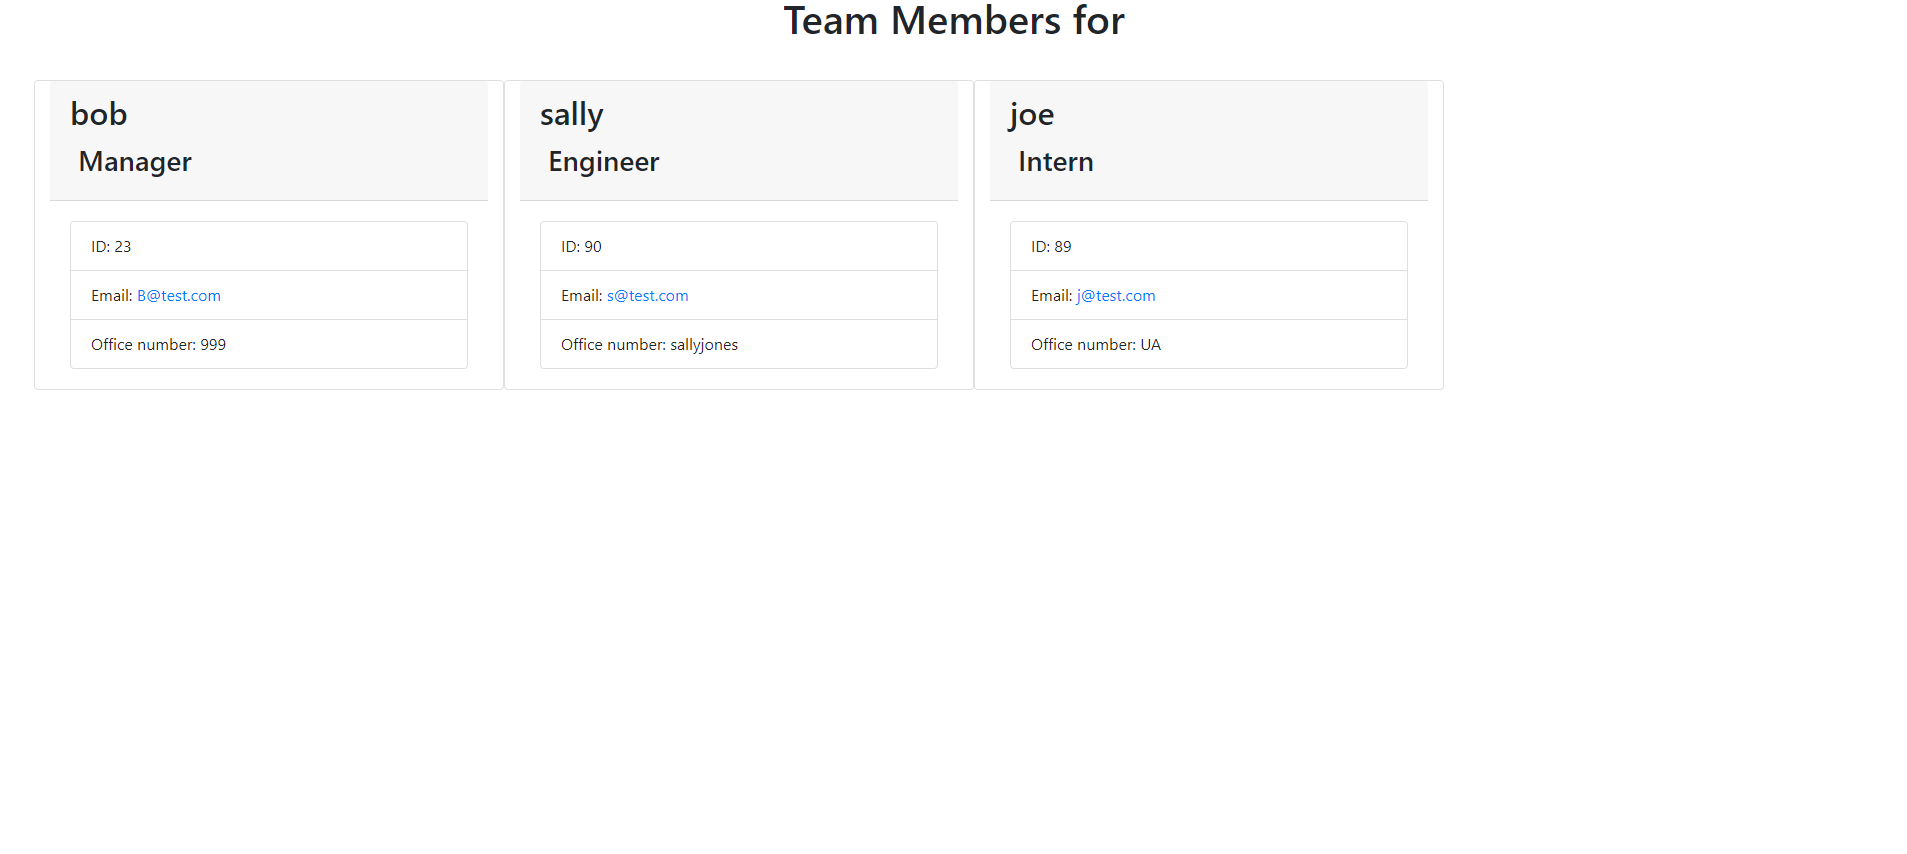 Team Members for
bob
Manager
ID: 23
Email: B@test.com
Office number: 999
sally
Engineer
ID: 90
Email: s@test.com
Office number: sallyjones
joe
Intern
ID: 89
Email: j@test.com
Office number: UA